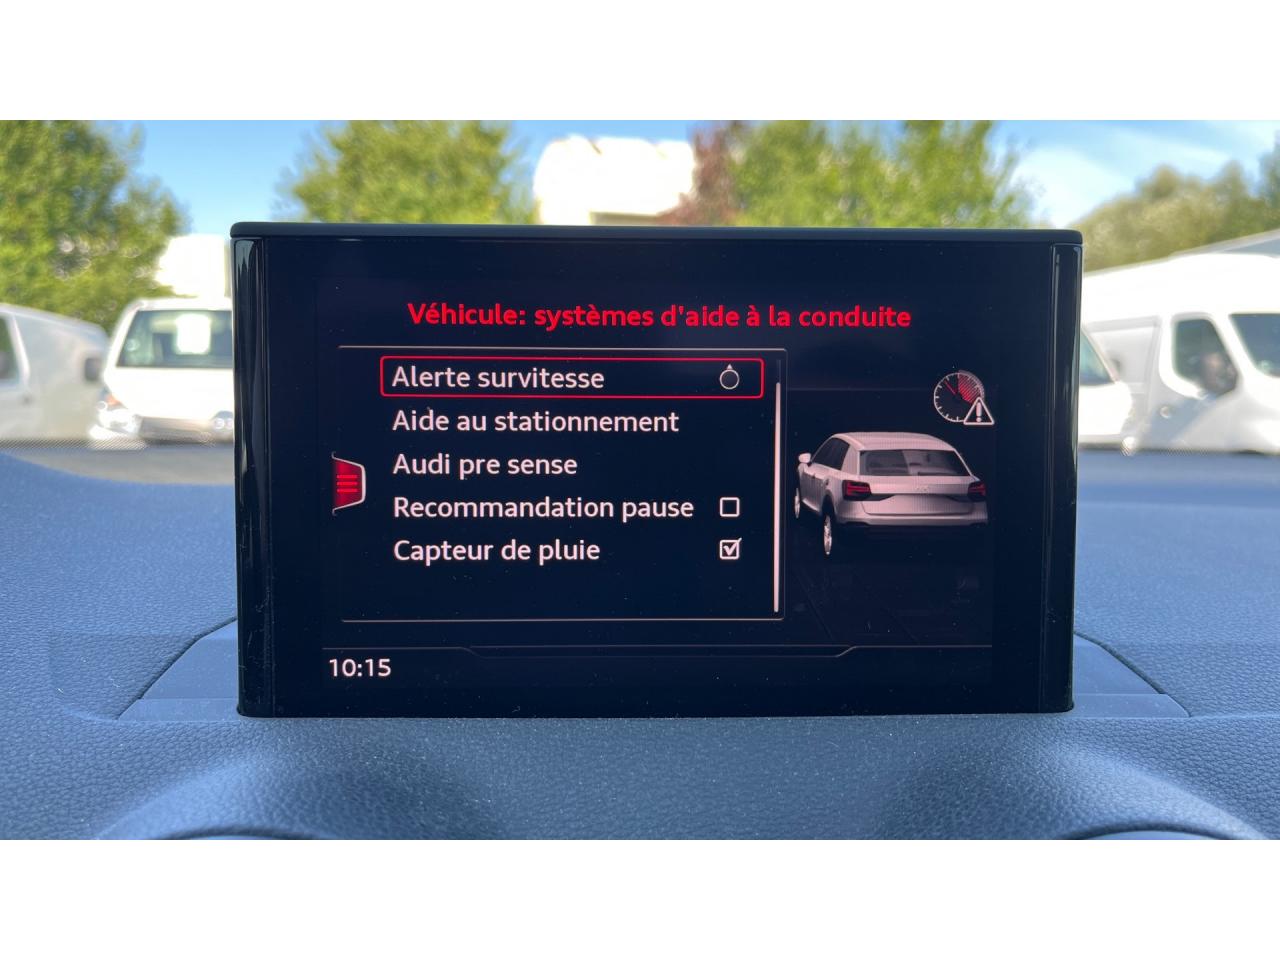 Véhicule: systèmes d'aide à la conduite
Alerte survitesse
Aide au stationnement
Audi pre sense
Recommandation pause
Capteur de pluie
10:15